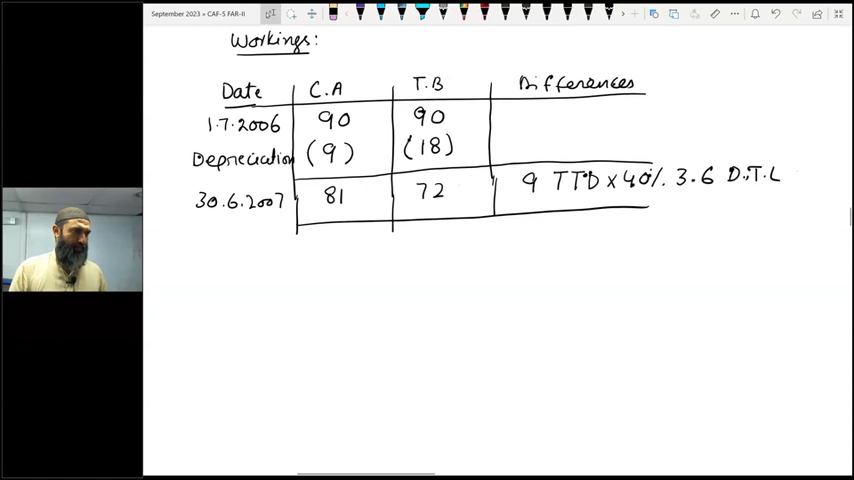 September 2023 » CAF-5 FAR-II
Workings:
Date C.A T.B Differences
1.7.2006 90 90
Depreciation (9) (18)
30.6.2007 81 72 9 TTD x 40% 3.6 D.T.L